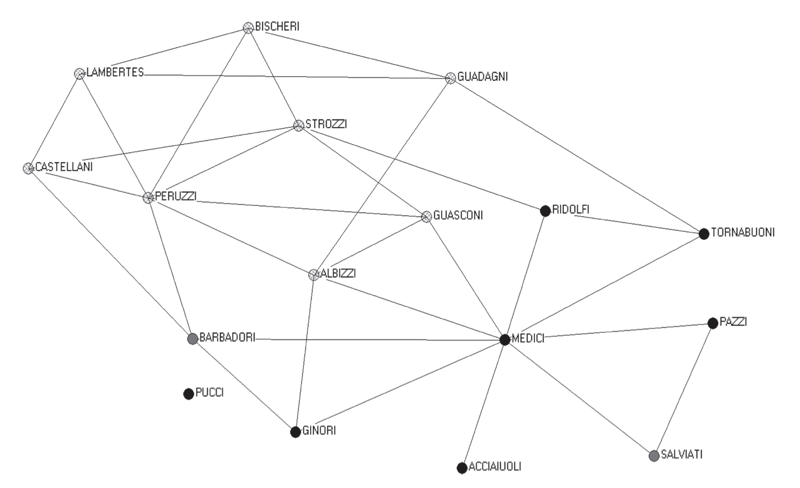 BISCHERI
LAMBERTES
GUADAGNI
STROZZI
CASTELLANI
PERUZZI
RIDOLFI
GUASCONI
TORNABUONI
ALBIZZI
PAZZI
BARBADORI
MEDICI
PUCCI
GINORI
SALVIATI
ACCIAIUOLI